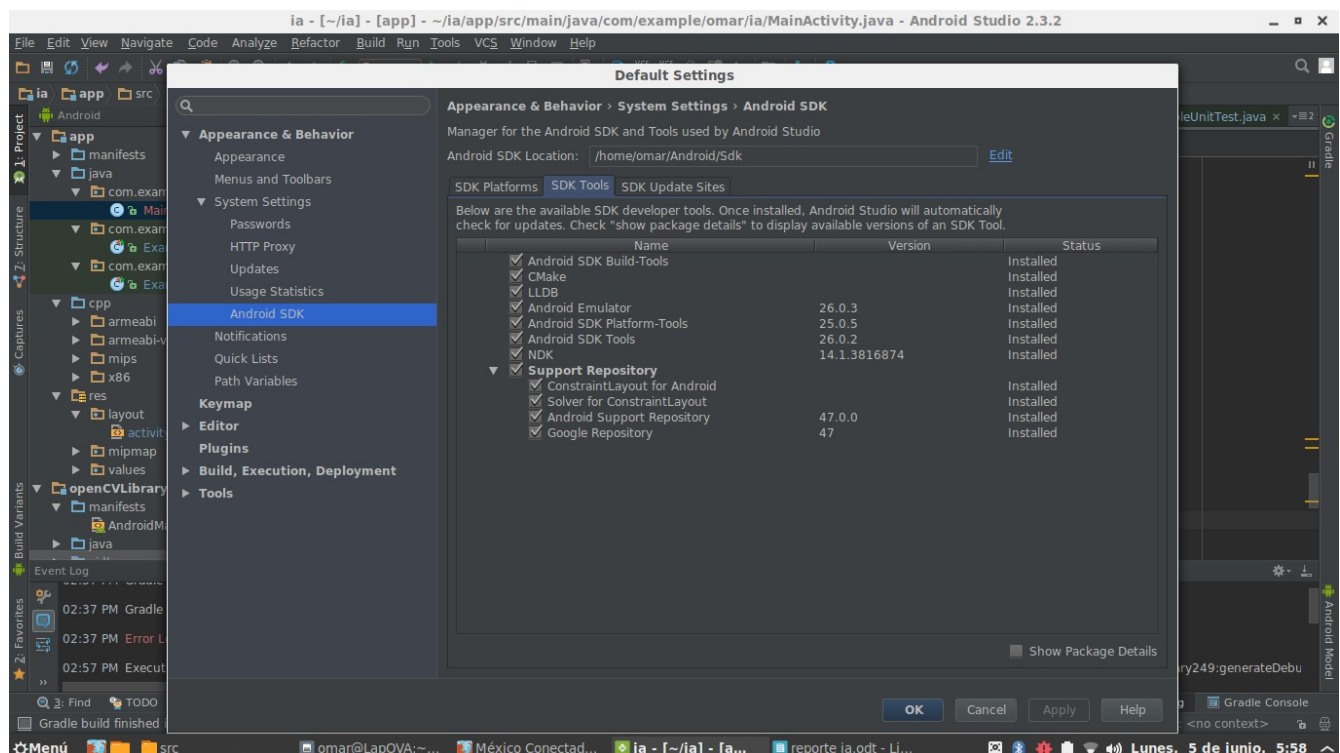 ia - [~/ia] - [app] - ~/ia/app/src/main/java/com/example/omar/ia/MainActivity.java - Android Studio 2.3.2
File Edit View Navigate Code Analyze Refactor Build Run Tools VCS Window Help
Default Settings
ia app src
Appearance & Behavior › System Settings › Android SDK
Android
leUnitTest.java
Manager for the Android SDK and Tools used by Android Studio
Android SDK Location: /home/omar/Android/Sdk Edit
SDK Platforms SDK Tools SDK Update Sites
Below are the available SDK developer tools. Once installed, Android Studio will automatically
check for updates. Check "show package details" to display available versions of an SDK Tool.
Name Version Status
Android SDK Build-Tools Installed
CMake Installed
LLDB Installed
Android Emulator 26.0.3 Installed
Android SDK Platform-Tools 25.0.5 Installed
Android SDK Tools 26.0.2 Installed
NDK 14.1.3816874 Installed
Support Repository
ConstraintLayout for Android Installed
Solver for ConstraintLayout Installed
Android Support Repository 47.0.0 Installed
Google Repository 47 Installed
Show Package Details
OK Cancel Apply Help
Appearance & Behavior
Appearance
Menus and Toolbars
System Settings
Passwords
HTTP Proxy
Updates
Usage Statistics
Android SDK
Notifications
Quick Lists
Path Variables
Keymap
Editor
Plugins
Build, Execution, Deployment
Tools
1: Project
Z: Structure
Captures
Build Variants
2: Favorites
app
manifests
java
com.exam
Mai
com.exam
Exa
com.exam
Exa
cpp
armeabi
armeabi-v
mips
x86
res
layout
activit
mipmap
values
openCVLibrary
manifests
AndroidMa
java
Gradle
Android Model
Event Log
02:37 PM Gradle
02:37 PM Error L
02:57 PM Execut
ry249:generateDebu
3: Find TODO
Gradle Console
Gradle build finished
<no context>
Menú src omar@LapOVA:~... México Conectad... ia - [~/ia] - [a... reporte ia.odt - Li... Lunes, 5 de junio, 5:58